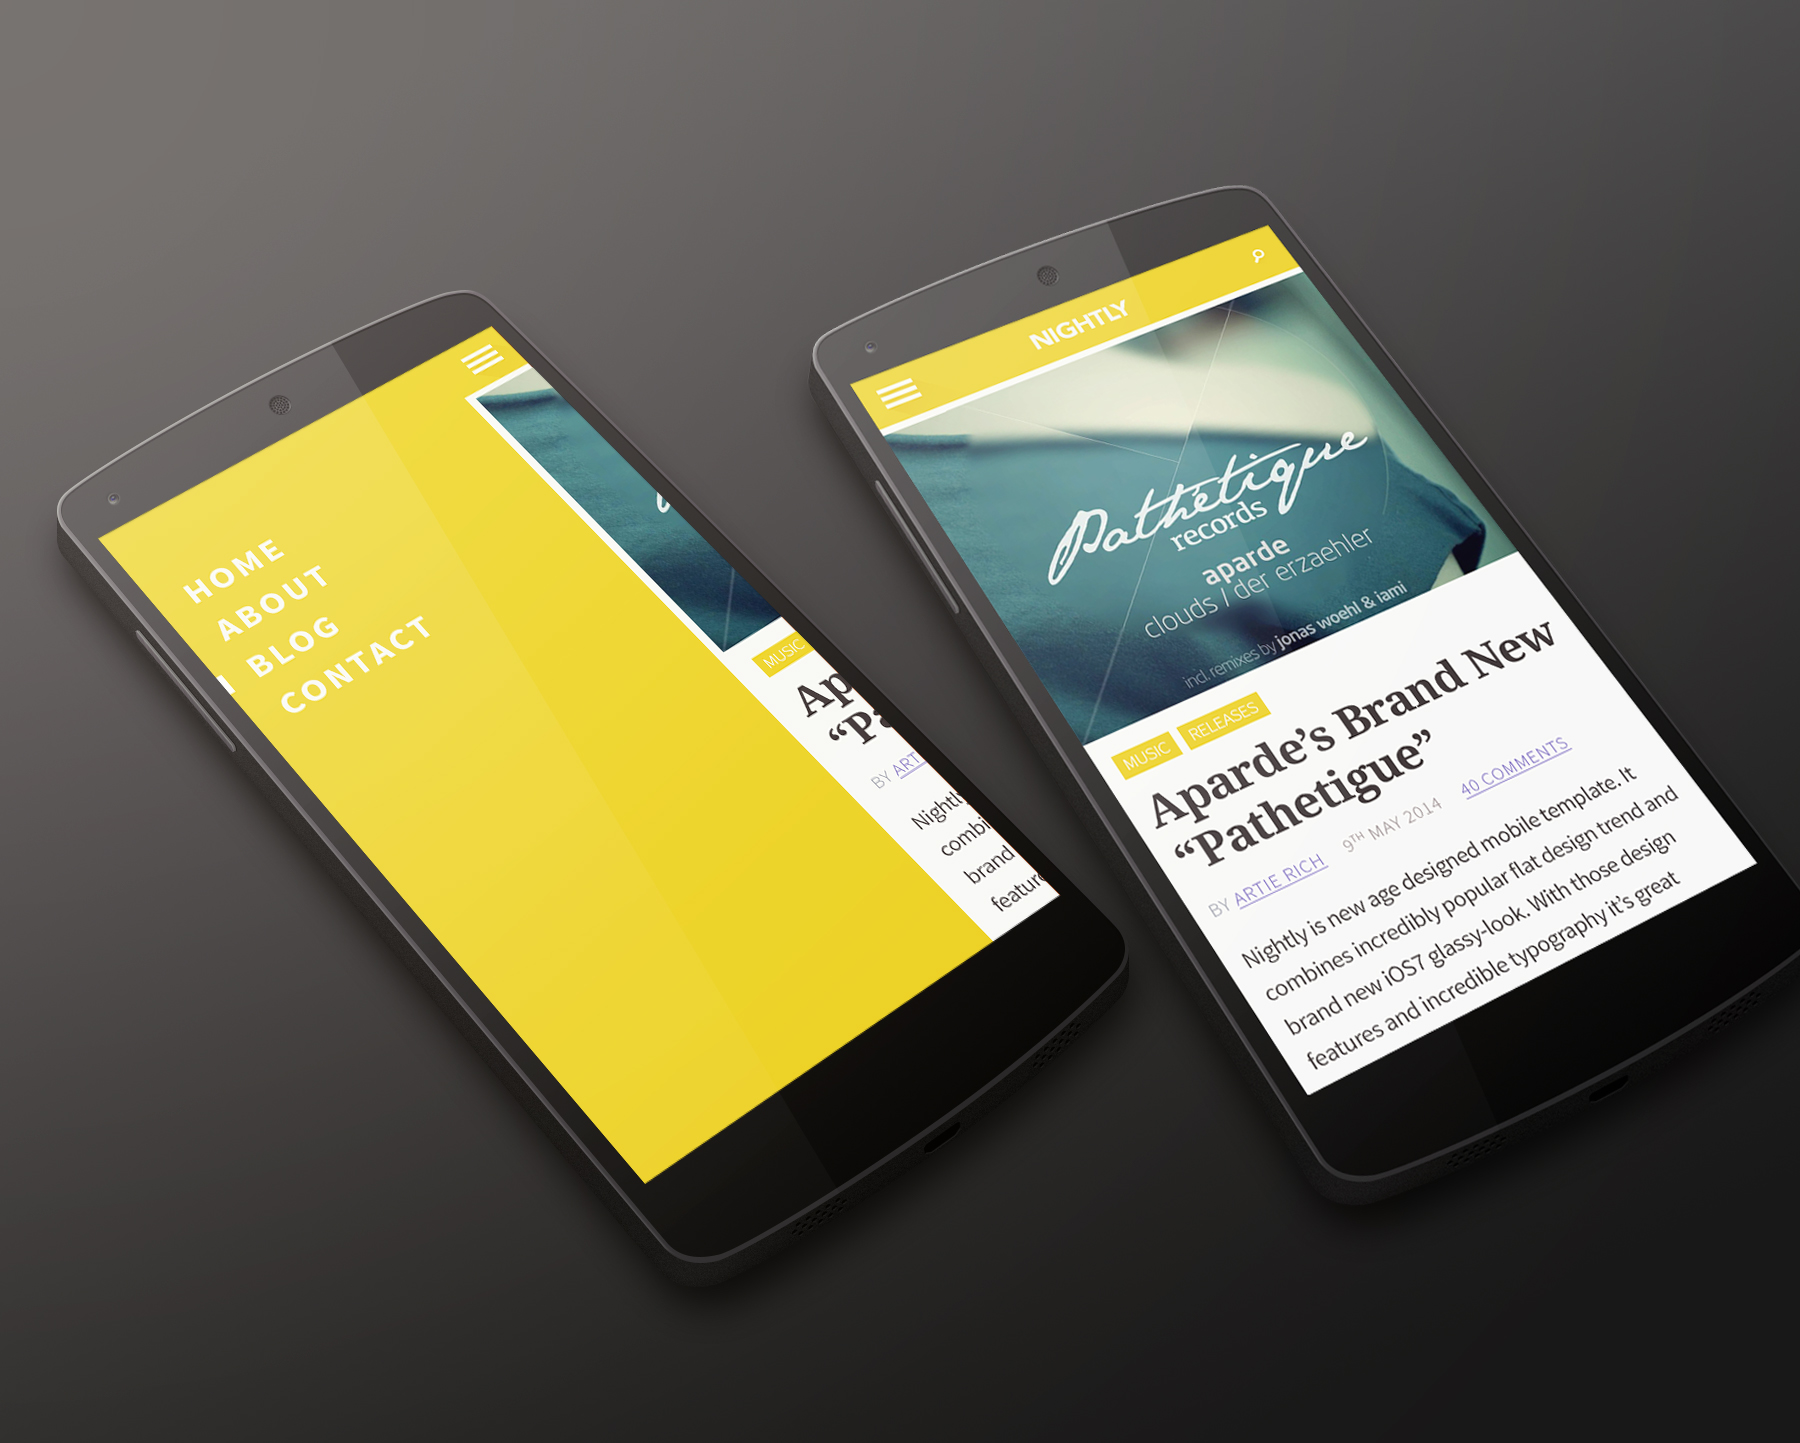 HOME
ABOUT
BLOG
CONTACT
MUSIC
Ap
“Pa
BY ART
Nightly
combi
brand
featur
NIGHTLY
Pathetique
records
aparde
clouds / der erzaehler
incl. remixes by jonas woehl & iami
MUSIC RELEASES
Aparde’s Brand New
“Pathetigue”
BY ARTIE RICH 9TH MAY 2014 40 COMMENTS
Nightly is new age designed mobile template. It
combines incredibly popular flat design trend and
brand new iOS7 glassy-look. With those design
features and incredible typography it’s great